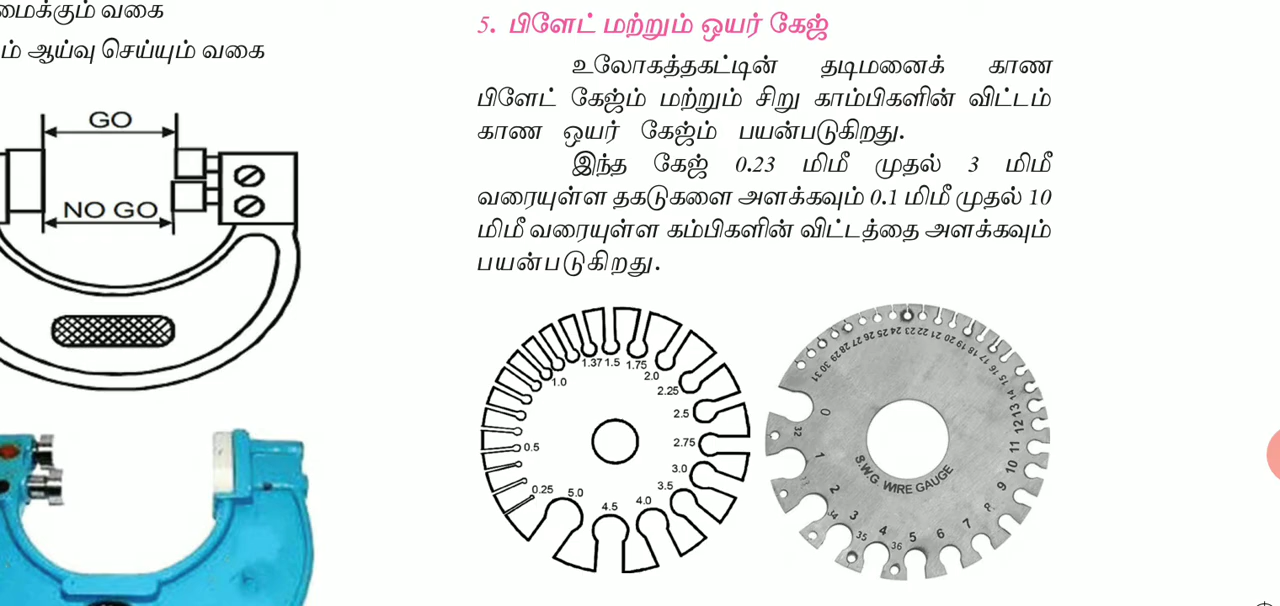 மைக்கும் வகை
ம் ஆய்வு செய்யும் வகை
GO
NO GO
5. பிளேட் மற்றும் ஒயர் கேஜ்
உலோகத்தகட்டின் தடிமனைக் காண
பிளேட் கேஜ்ம் மற்றும் சிறு காம்பிகளின் விட்டம்
காண ஒயர் கேஜ்ம் பயன்படுகிறது.
இந்த கேஜ் 0.23 மிமீ முதல் 3 மிமீ
வரையுள்ள தகடுகளை அளக்கவும் 0.1 மிமீ முதல் 10
மிமீ வரையுள்ள கம்பிகளின் விட்டத்தை அளக்கவும்
பயன்படுகிறது.
0.25
0.5
1.0
1.37
1.5
1.75
2.0
2.25
2.5
2.75
3.0
3.5
4.0
4.5
5.0
31 30 29 28 27 26 25 24 23 22 21 20 19 18 17 16 15 14 13 12 11 10 9 8 7 6 5 4 3 2 1 0
32
33
34
35
36
S.W.G. WIRE GAUGE